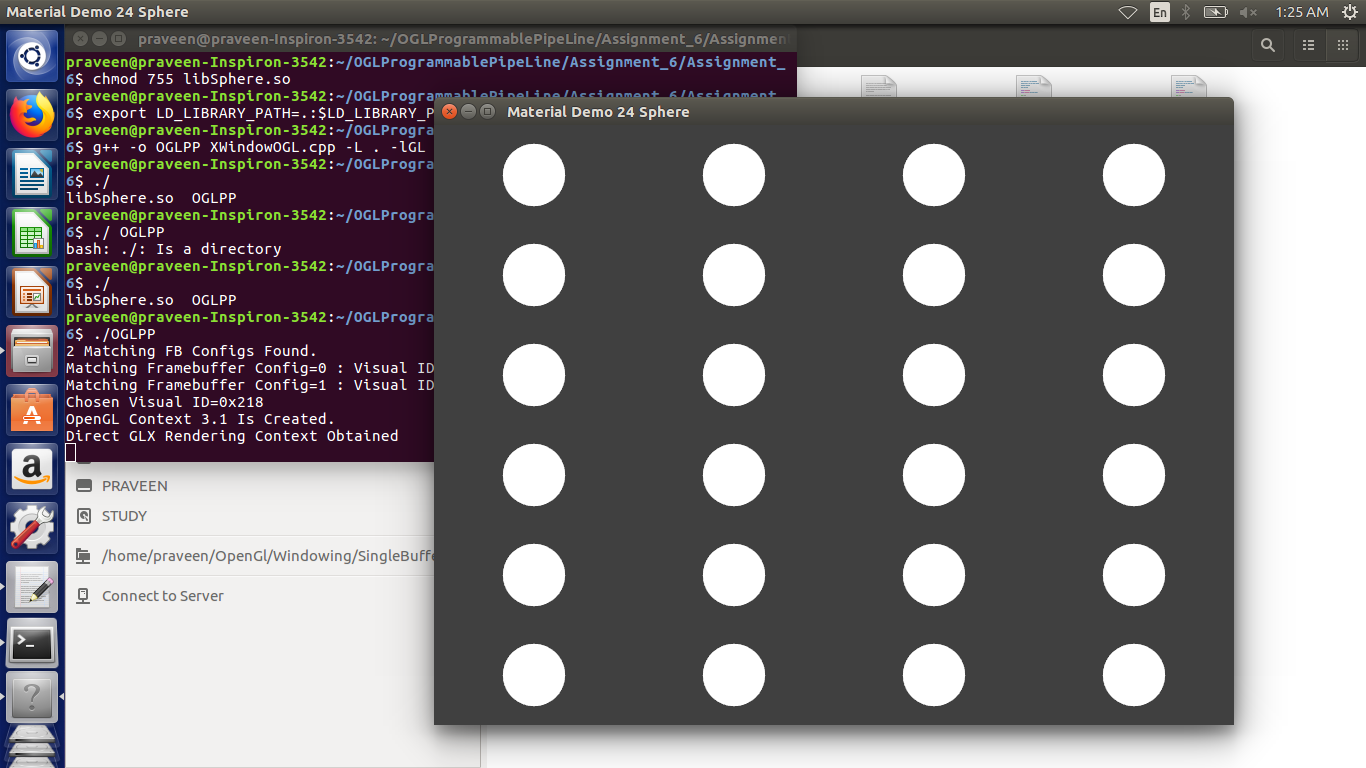 Material Demo 24 Sphere
En
1:25 AM
praveen@praveen-Inspiron-3542: ~/OGLProgrammablePipeLine/Assignment_6/Assignment
praveen@praveen-Inspiron-3542:~/OGLProgrammablePipeLine/Assignment_6/Assignment_
6$ chmod 755 libSphere.so
praveen@praveen-Inspiron-3542:~/OGLProgrammablePipeLine/Assignment_6/Assignment_
6$ export LD_LIBRARY_PATH=.:$LD_LIBRARY_P
praveen@praveen-Inspiron-3542:~/OGLProgra
6$ g++ -o OGLPP XWindowOGL.cpp -L . -lGL
praveen@praveen-Inspiron-3542:~/OGLProgra
6$ ./
libSphere.so  OGLPP
praveen@praveen-Inspiron-3542:~/OGLProgra
6$ ./ OGLPP
bash: ./: Is a directory
praveen@praveen-Inspiron-3542:~/OGLProgra
6$ ./
libSphere.so  OGLPP
praveen@praveen-Inspiron-3542:~/OGLProgra
6$ ./OGLPP
2 Matching FB Configs Found.
Matching Framebuffer Config=0 : Visual ID
Matching Framebuffer Config=1 : Visual ID
Chosen Visual ID=0x218
OpenGL Context 3.1 Is Created.
Direct GLX Rendering Context Obtained
Material Demo 24 Sphere
PRAVEEN
STUDY
/home/praveen/OpenGl/Windowing/SingleBuffe
Connect to Server